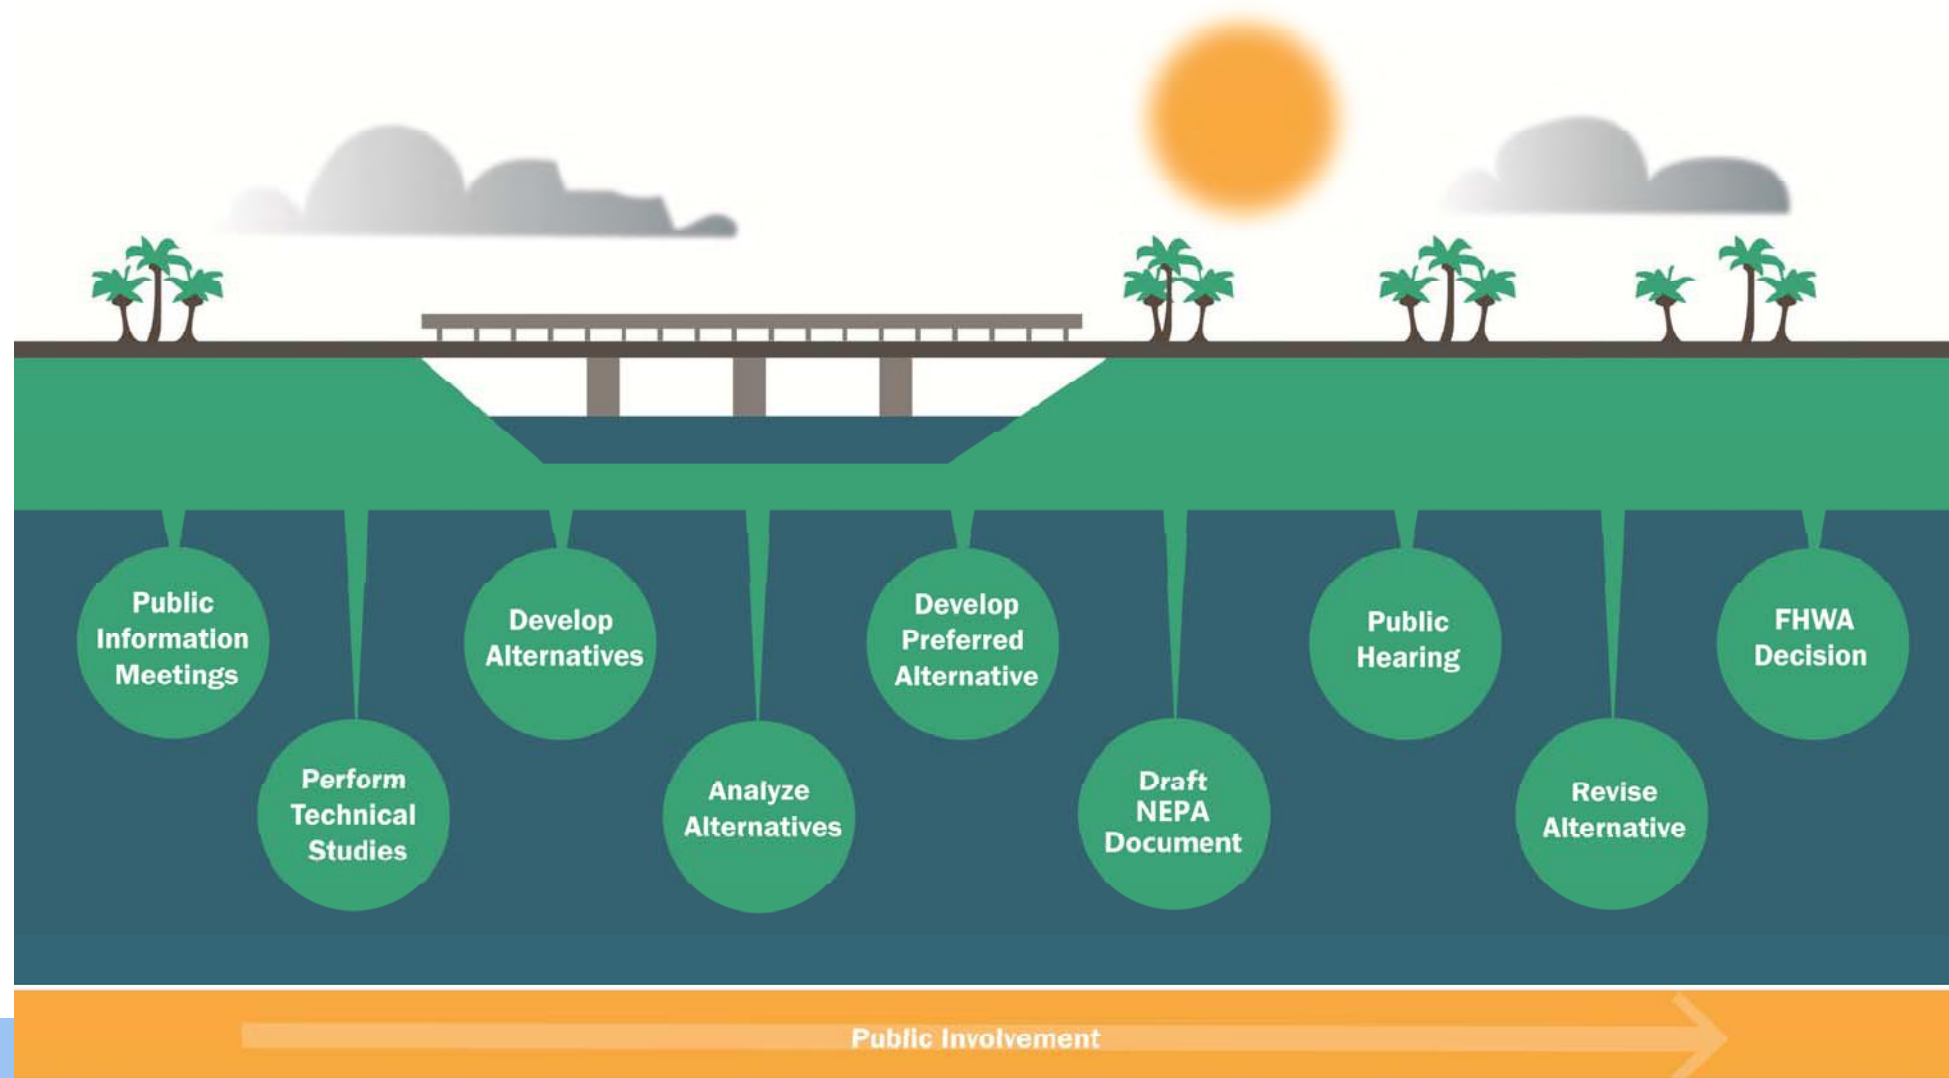 Public
Information
Meetings
Perform
Technical
Studies
Develop
Alternatives
Analyze
Alternatives
Develop
Preferred
Alternative
Draft
NEPA
Document
Public
Hearing
Revise
Alternative
FHWA
Decision
Public Involvement